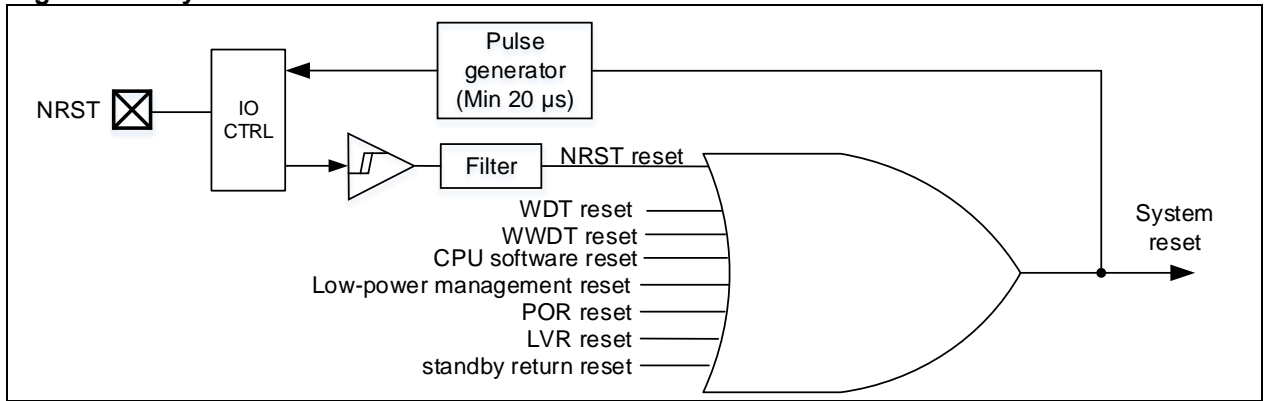 Pulse
generator
(Min 20 µs)
NRST
IO
CTRL
Filter
NRST reset
WDT reset
WWDT reset
CPU software reset
Low-power management reset
POR reset
LVR reset
standby return reset
System
reset